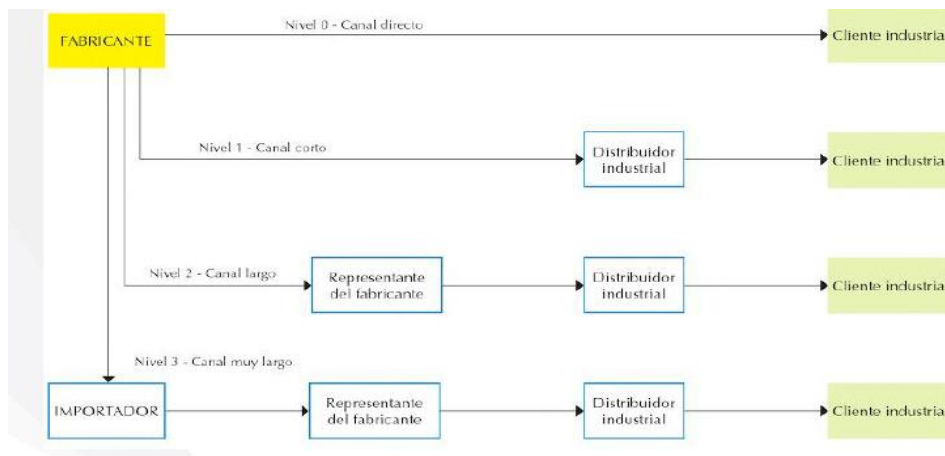 Nivel 0 - Canal directo
FABRICANTE
Cliente industria
Nivel 1 - Canal corto
Distribuidor
industrial
Cliente industria
Nivel 2 - Canal largo
Representante
del fabricante
Distribuidor
industrial
Cliente industria
Nivel 3 - Canal muy largo
IMPORTADOR
Representante
del fabricante
Distribuidor
industrial
Cliente industria